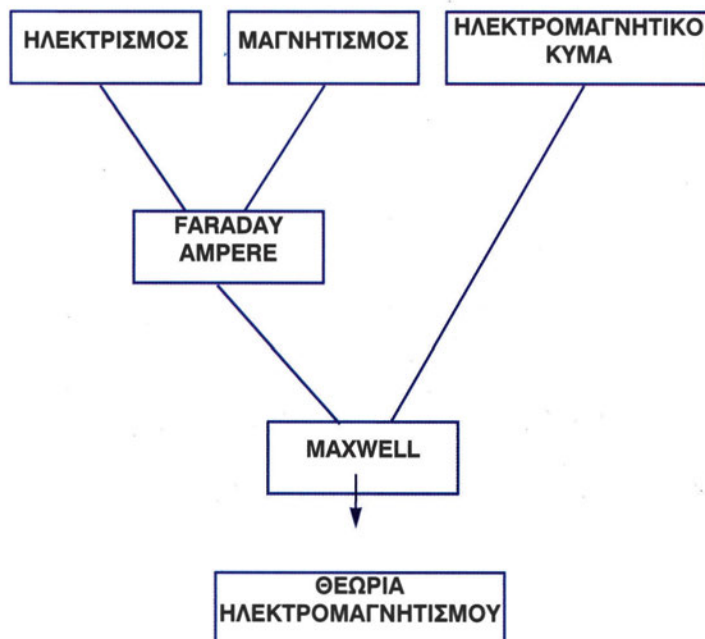 ΗΛΕΚΤΡΙΣΜΟΣ
ΜΑΓΝΗΤΙΣΜΟΣ
ΗΛΕΚΤΡΟΜΑΓΝΗΤΙΚΟ
ΚΥΜΑ
FARADAY
AMPERE
MAXWELL
ΘΕΩΡΙΑ
ΗΛΕΚΤΡΟΜΑΓΝΗΤΙΣΜΟΥ